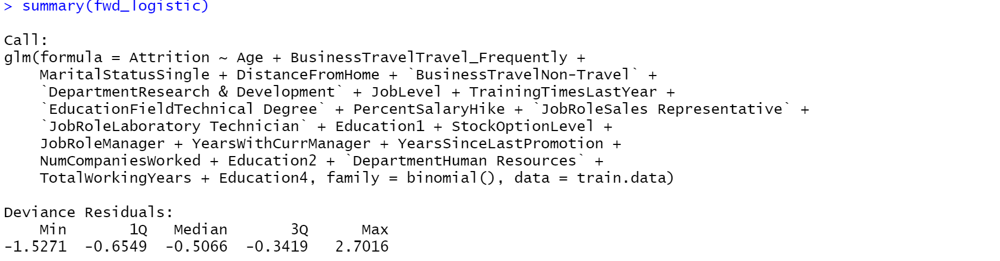 > summary(fwd_logistic)
Call:
glm(formula = Attrition ~ Age + BusinessTravelTravel_Frequently +
MaritalStatusSingle + DistanceFromHome + `BusinessTravelNon-Travel` +
`DepartmentResearch & Development` + JobLevel + TrainingTimesLastYear +
`EducationFieldTechnical Degree` + PercentSalaryHike + `JobRoleSales Representative` +
`JobRoleLaboratory Technician` + Education1 + StockOptionLevel +
JobRoleManager + YearsWithCurrManager + YearsSinceLastPromotion +
NumCompaniesWorked + Education2 + `DepartmentHuman Resources` +
TotalWorkingYears + Education4, family = binomial(), data = train.data)
Deviance Residuals:
Min 1Q Median 3Q Max
-1.5271 -0.6549 -0.5066 -0.3419 2.7016